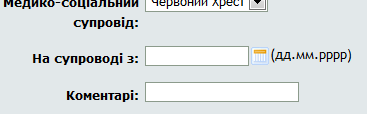 Медико-соціальний Червоний Хрест
супровід:
На супроводі з: (дд.мм.рррр)
Коментарі: